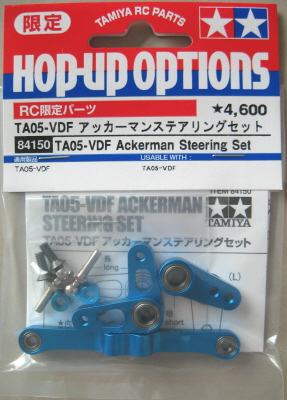 限定
TAMIYA RC PARTS
TAMIYA
HOP-UP OPTIONS
RC限定パーツ
★4,600
TA05-VDF アッカーマンステアリングセット
84150 TA05-VDF Ackerman Steering Set
適用製品
USABLE WITH :
TA05-VDF
TA05-VDF
ITEM 84150
TA05-VDF ACKERMAN
STEERING SET
TA05 VDF アッカーマンステアリングセット
TAMIYA
長
long
(L)
short